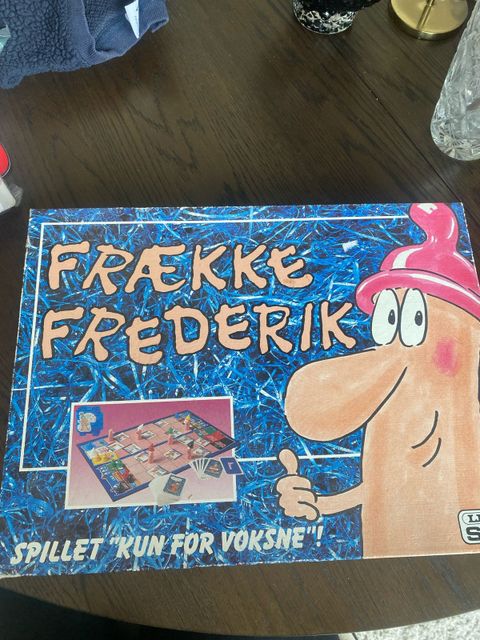 FRÆKKE
FREDERIK
SPILLET "KUN FOR VOKSNE"!